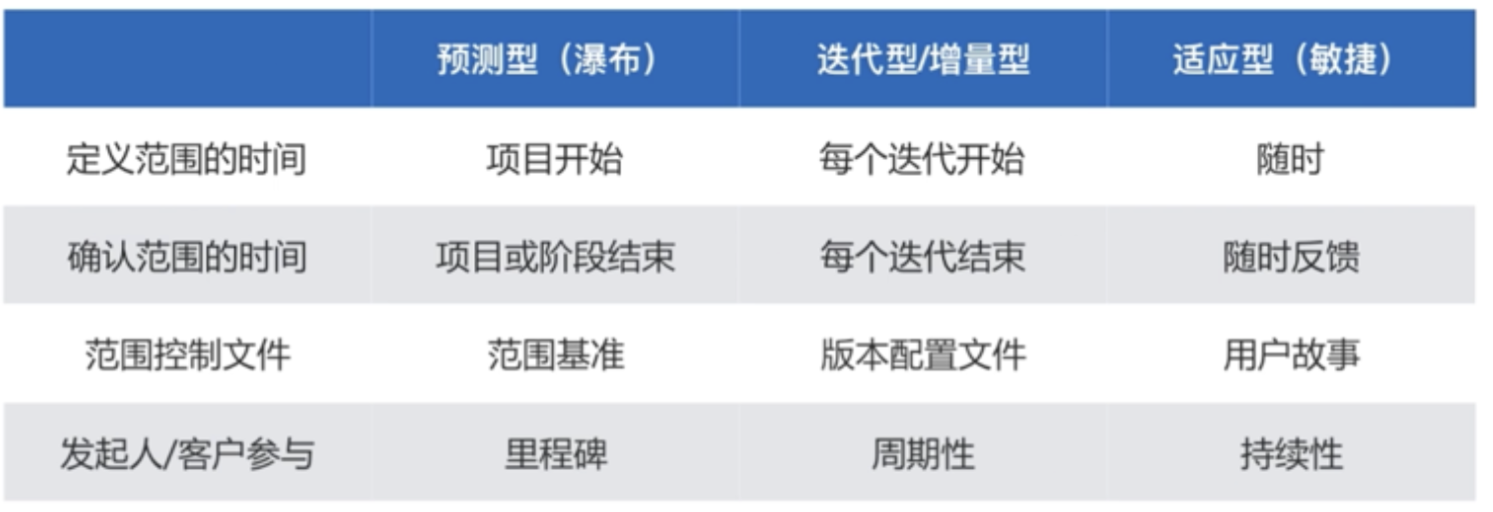 预测型（瀑布） 迭代型/增量型 适应型（敏捷）
定义范围的时间 项目开始 每个迭代开始 随时
确认范围的时间 项目或阶段结束 每个迭代结束 随时反馈
范围控制文件 范围基准 版本配置文件 用户故事
发起人/客户参与 里程碑 周期性 持续性